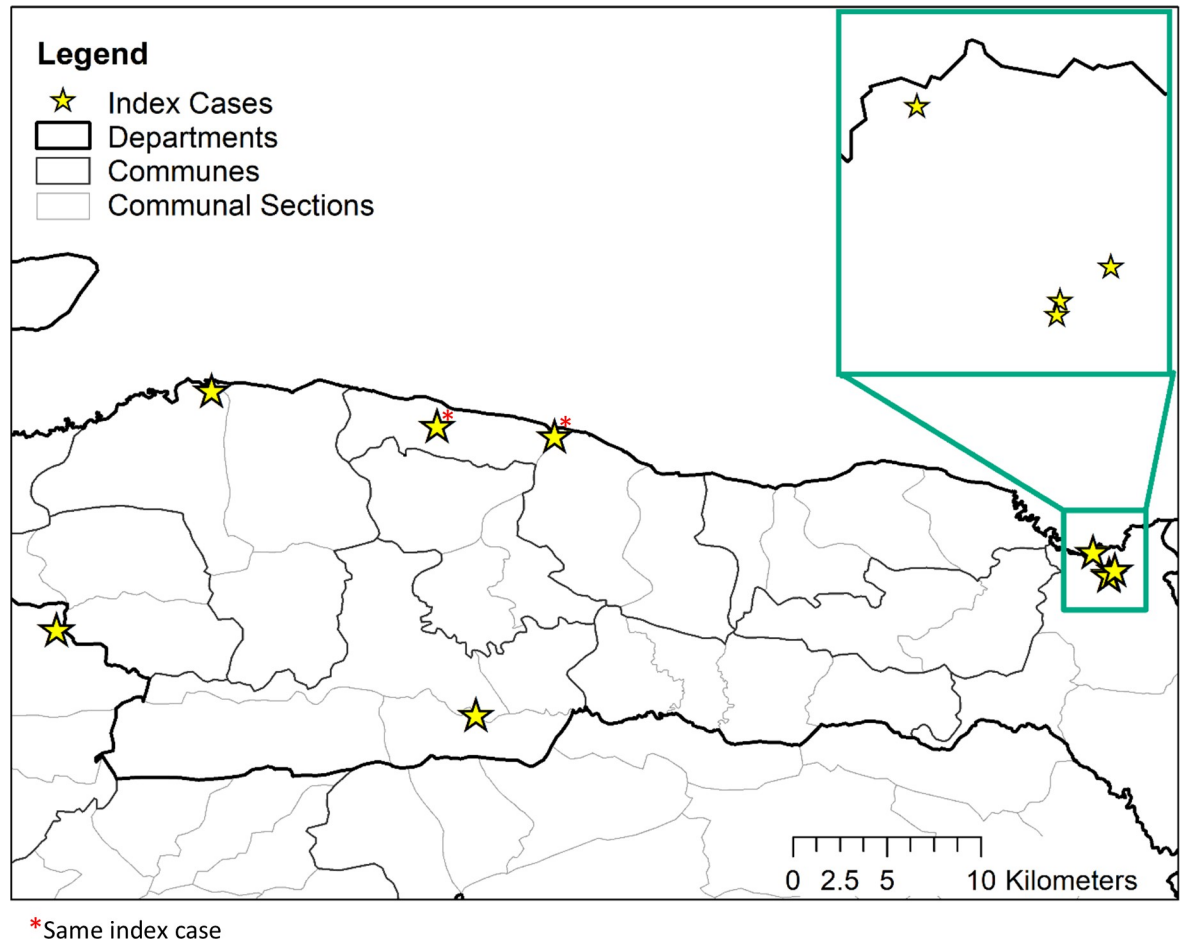 Legend
Index Cases
Departments
Communes
Communal Sections
*
*
0 2.5 5 10 Kilometers
*Same index case